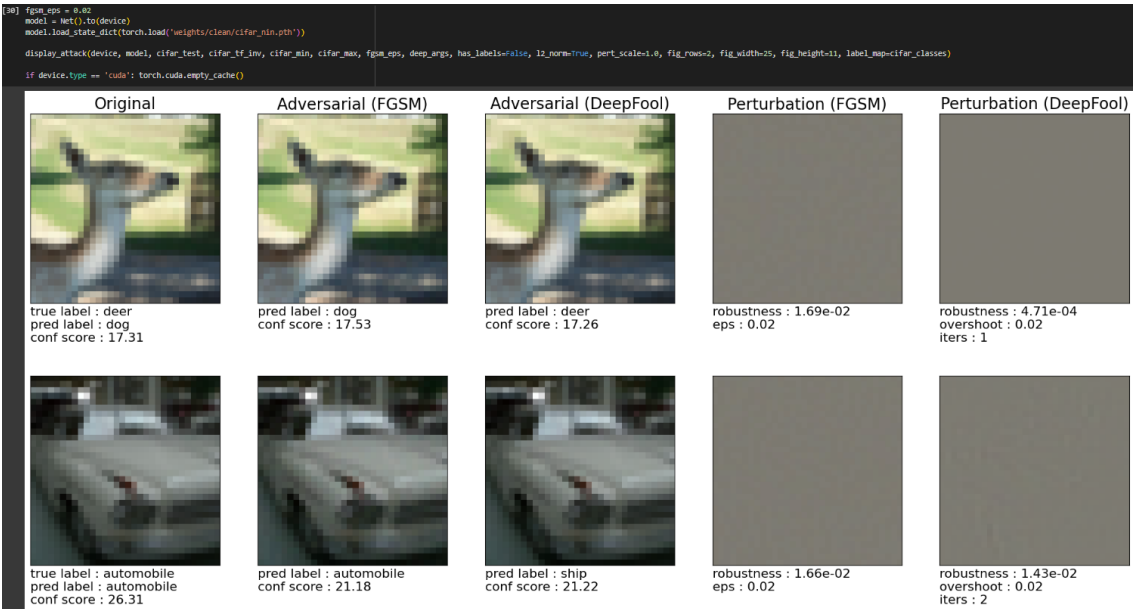 [30] fgsm_eps = 0.02
model = Net().to(device)
model.load_state_dict(torch.load('weights/clean/cifar_nin.pth'))
display_attack(device, model, cifar_test, cifar_tf_inv, cifar_min, cifar_max, fgsm_eps, deep_args, has_labels=False, l2_norm=True, pert_scale=1.0, fig_rows=2, fig_width=25, fig_height=11, label_map=cifar_classes)
if device.type == 'cuda': torch.cuda.empty_cache()
Original Adversarial (FGSM) Adversarial (DeepFool) Perturbation (FGSM) Perturbation (DeepFool)
true label : deer pred label : dog pred label : deer robustness : 1.69e-02 robustness : 4.71e-04
pred label : dog conf score : 17.53 conf score : 17.26 eps : 0.02 overshoot : 0.02
conf score : 17.31 iters : 1
true label : automobile pred label : automobile pred label : ship robustness : 1.66e-02 robustness : 1.43e-02
pred label : automobile conf score : 21.18 conf score : 21.22 eps : 0.02 overshoot : 0.02
conf score : 26.31 iters : 2